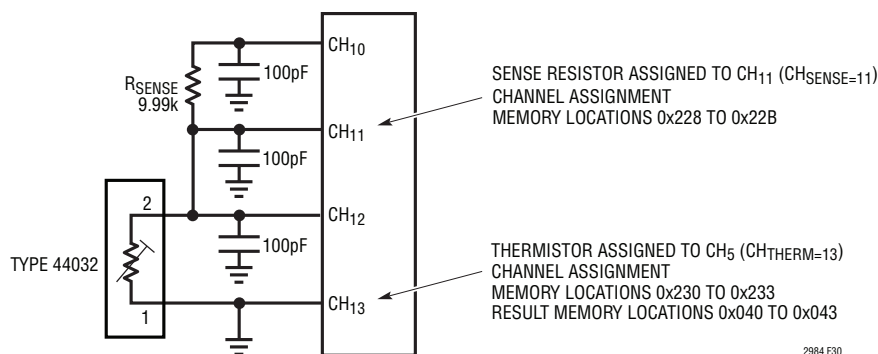 CH10
100pF
RSENSE
9.99k
SENSE RESISTOR ASSIGNED TO CH11 (CHSENSE=11)
CHANNEL ASSIGNMENT
MEMORY LOCATIONS 0x228 TO 0x22B
CH11
100pF
2
CH12
100pF
TYPE 44032
THERMISTOR ASSIGNED TO CH5 (CHTHERM=13)
CHANNEL ASSIGNMENT
MEMORY LOCATIONS 0x230 TO 0x233
RESULT MEMORY LOCATIONS 0x040 TO 0x043
1
CH13
2984 F30